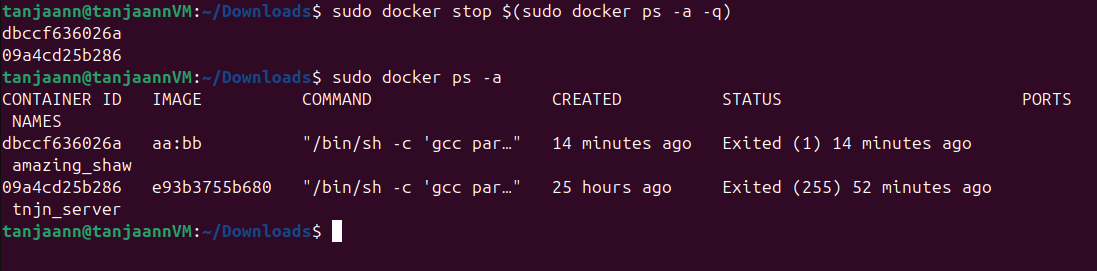 tanjaann@tanjaannVM:~/Downloads$ sudo docker stop $(sudo docker ps -a -q)
dbccf636026a
09a4cd25b286
tanjaann@tanjaannVM:~/Downloads$ sudo docker ps -a
CONTAINER ID   IMAGE          COMMAND                  CREATED          STATUS                        PORTS
 NAMES
dbccf636026a   aa:bb          "/bin/sh -c 'gcc par…"   14 minutes ago   Exited (1) 14 minutes ago
 amazing_shaw
09a4cd25b286   e93b3755b680   "/bin/sh -c 'gcc par…"   25 hours ago     Exited (255) 52 minutes ago
 tnjn_server
tanjaann@tanjaannVM:~/Downloads$